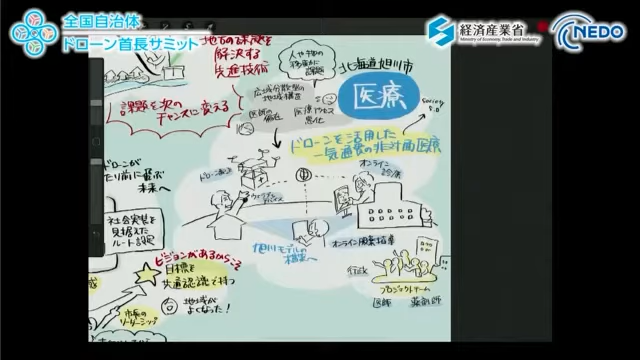 全国自治体
ドローン首長サミット
経済産業省
Ministry of Economy, Trade and Industry
NEDO
地方の課題を
解決する
先進技術
課題を次の
チャンスに変える
人や物の
移動が
課題
北海道旭川市
広域分散型の
地域構造
医師の
偏在
医療アクセス
悪化
医療
ドローンを活用した
一気通貫の非対面医療
ドローン配送
オンライン
診療
オンライン服薬指導
旭川モデルの
構築へ
ドローンが
当たり前に飛ぶ
未来へ
社会実装を
見据えた
ルート設定
ビジョンがあるからこそ
目標を
共通認識で持つ
地域が
よくなった!
市長の
リーダーシップ
行政
プロジェクトチーム
医師
薬剤師